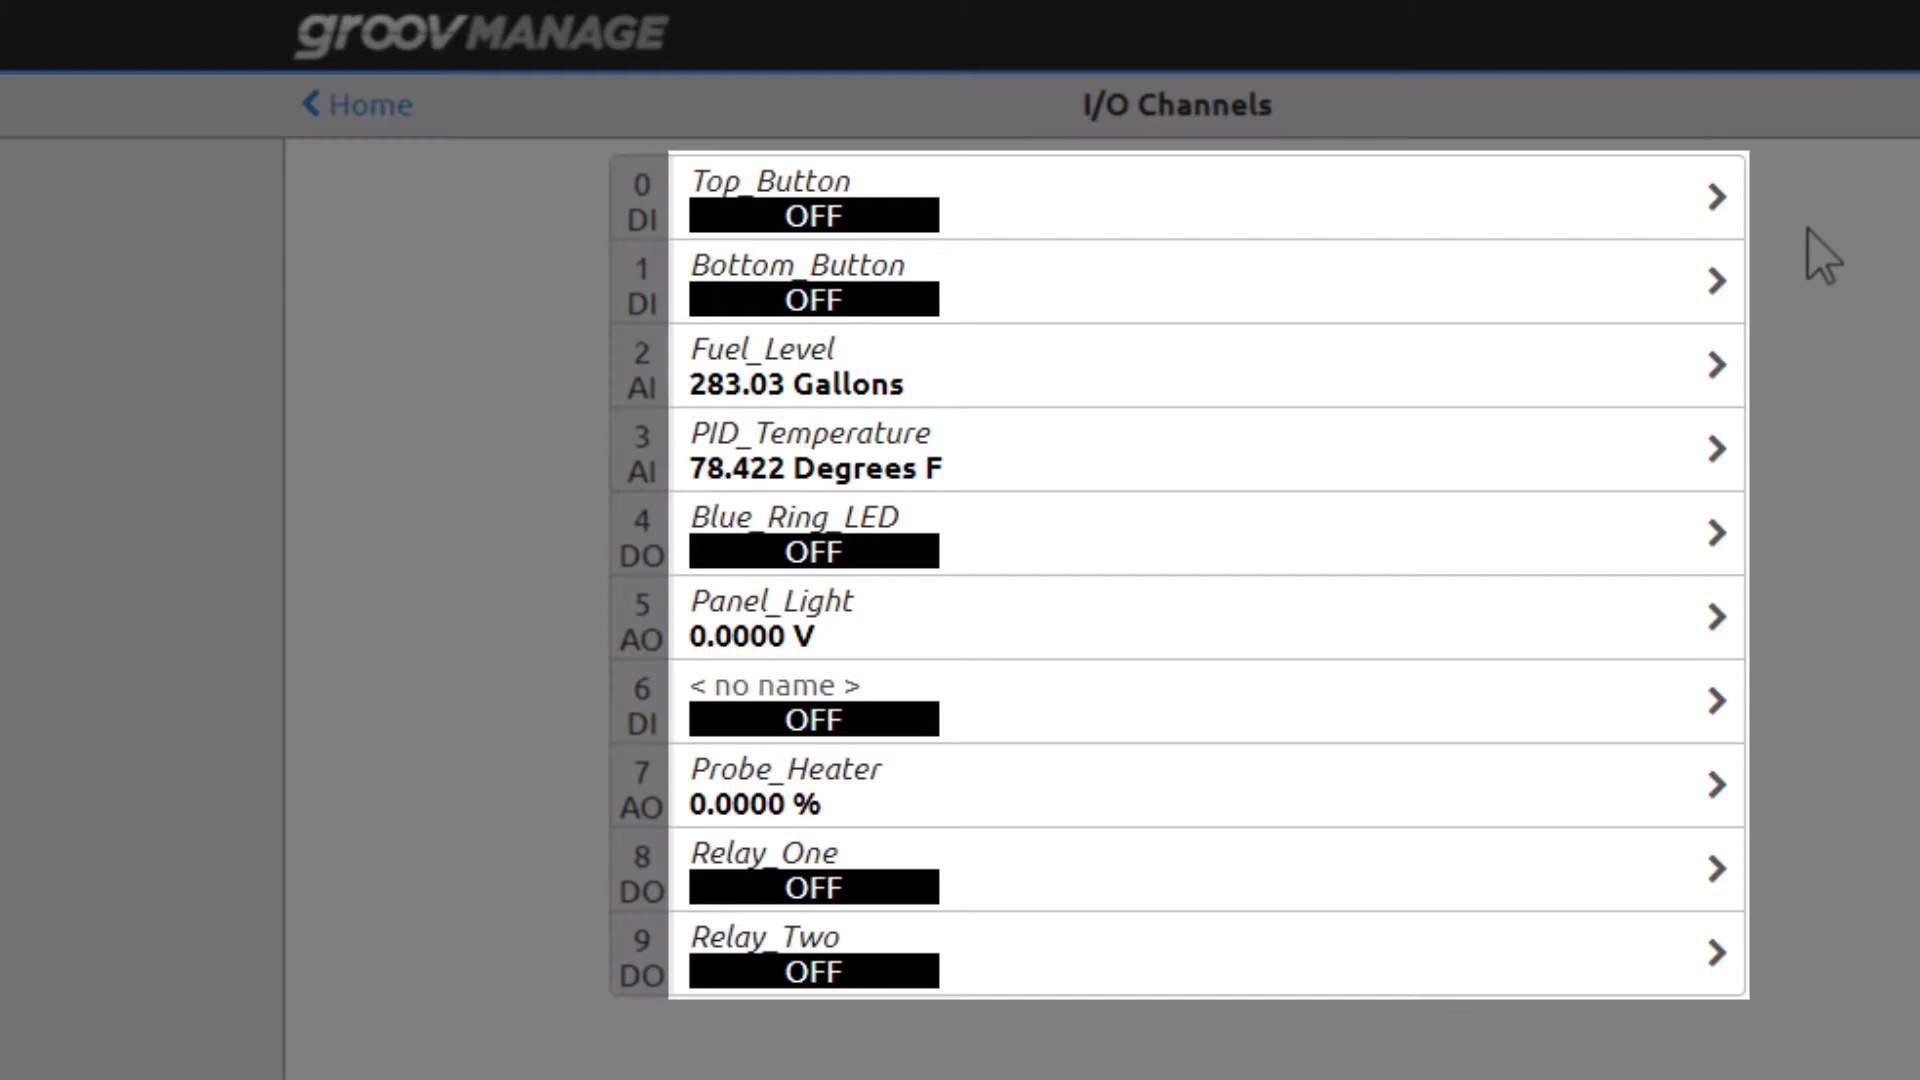 groov MANAGE
Home
I/O Channels
0 Top_Button
DI OFF
1 Bottom_Button
DI OFF
2 Fuel_Level
AI 283.03 Gallons
3 PID_Temperature
AI 78.422 Degrees F
4 Blue_Ring_LED
DO OFF
5 Panel_Light
AO 0.0000 V
6 < no name >
DI OFF
7 Probe_Heater
AO 0.0000 %
8 Relay_One
DO OFF
9 Relay_Two
DO OFF